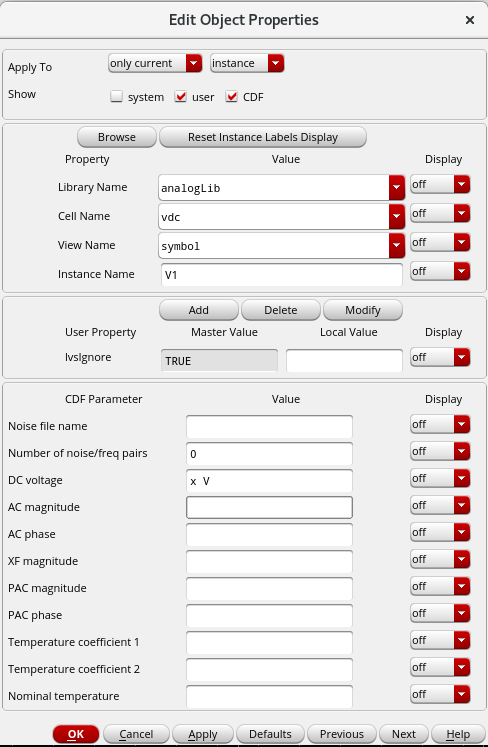 Edit Object Properties ×
Apply To only current instance
Show system user CDF
Browse Reset Instance Labels Display
Property Value Display
Library Name analogLib off
Cell Name vdc off
View Name symbol off
Instance Name V1 off
Add Delete Modify
User Property Master Value Local Value Display
lvsIgnore TRUE off
CDF Parameter Value Display
Noise file name off
Number of noise/freq pairs 0 off
DC voltage x V off
AC magnitude off
AC phase off
XF magnitude off
PAC magnitude off
PAC phase off
Temperature coefficient 1 off
Temperature coefficient 2 off
Nominal temperature off
OK Cancel Apply Defaults Previous Next Help